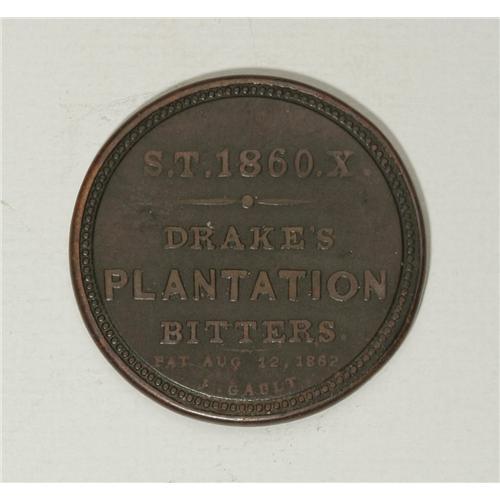 S.T.1860.X.
DRAKE'S
PLANTATION
BITTERS.
PAT AUG 12, 1862
J. GAULT